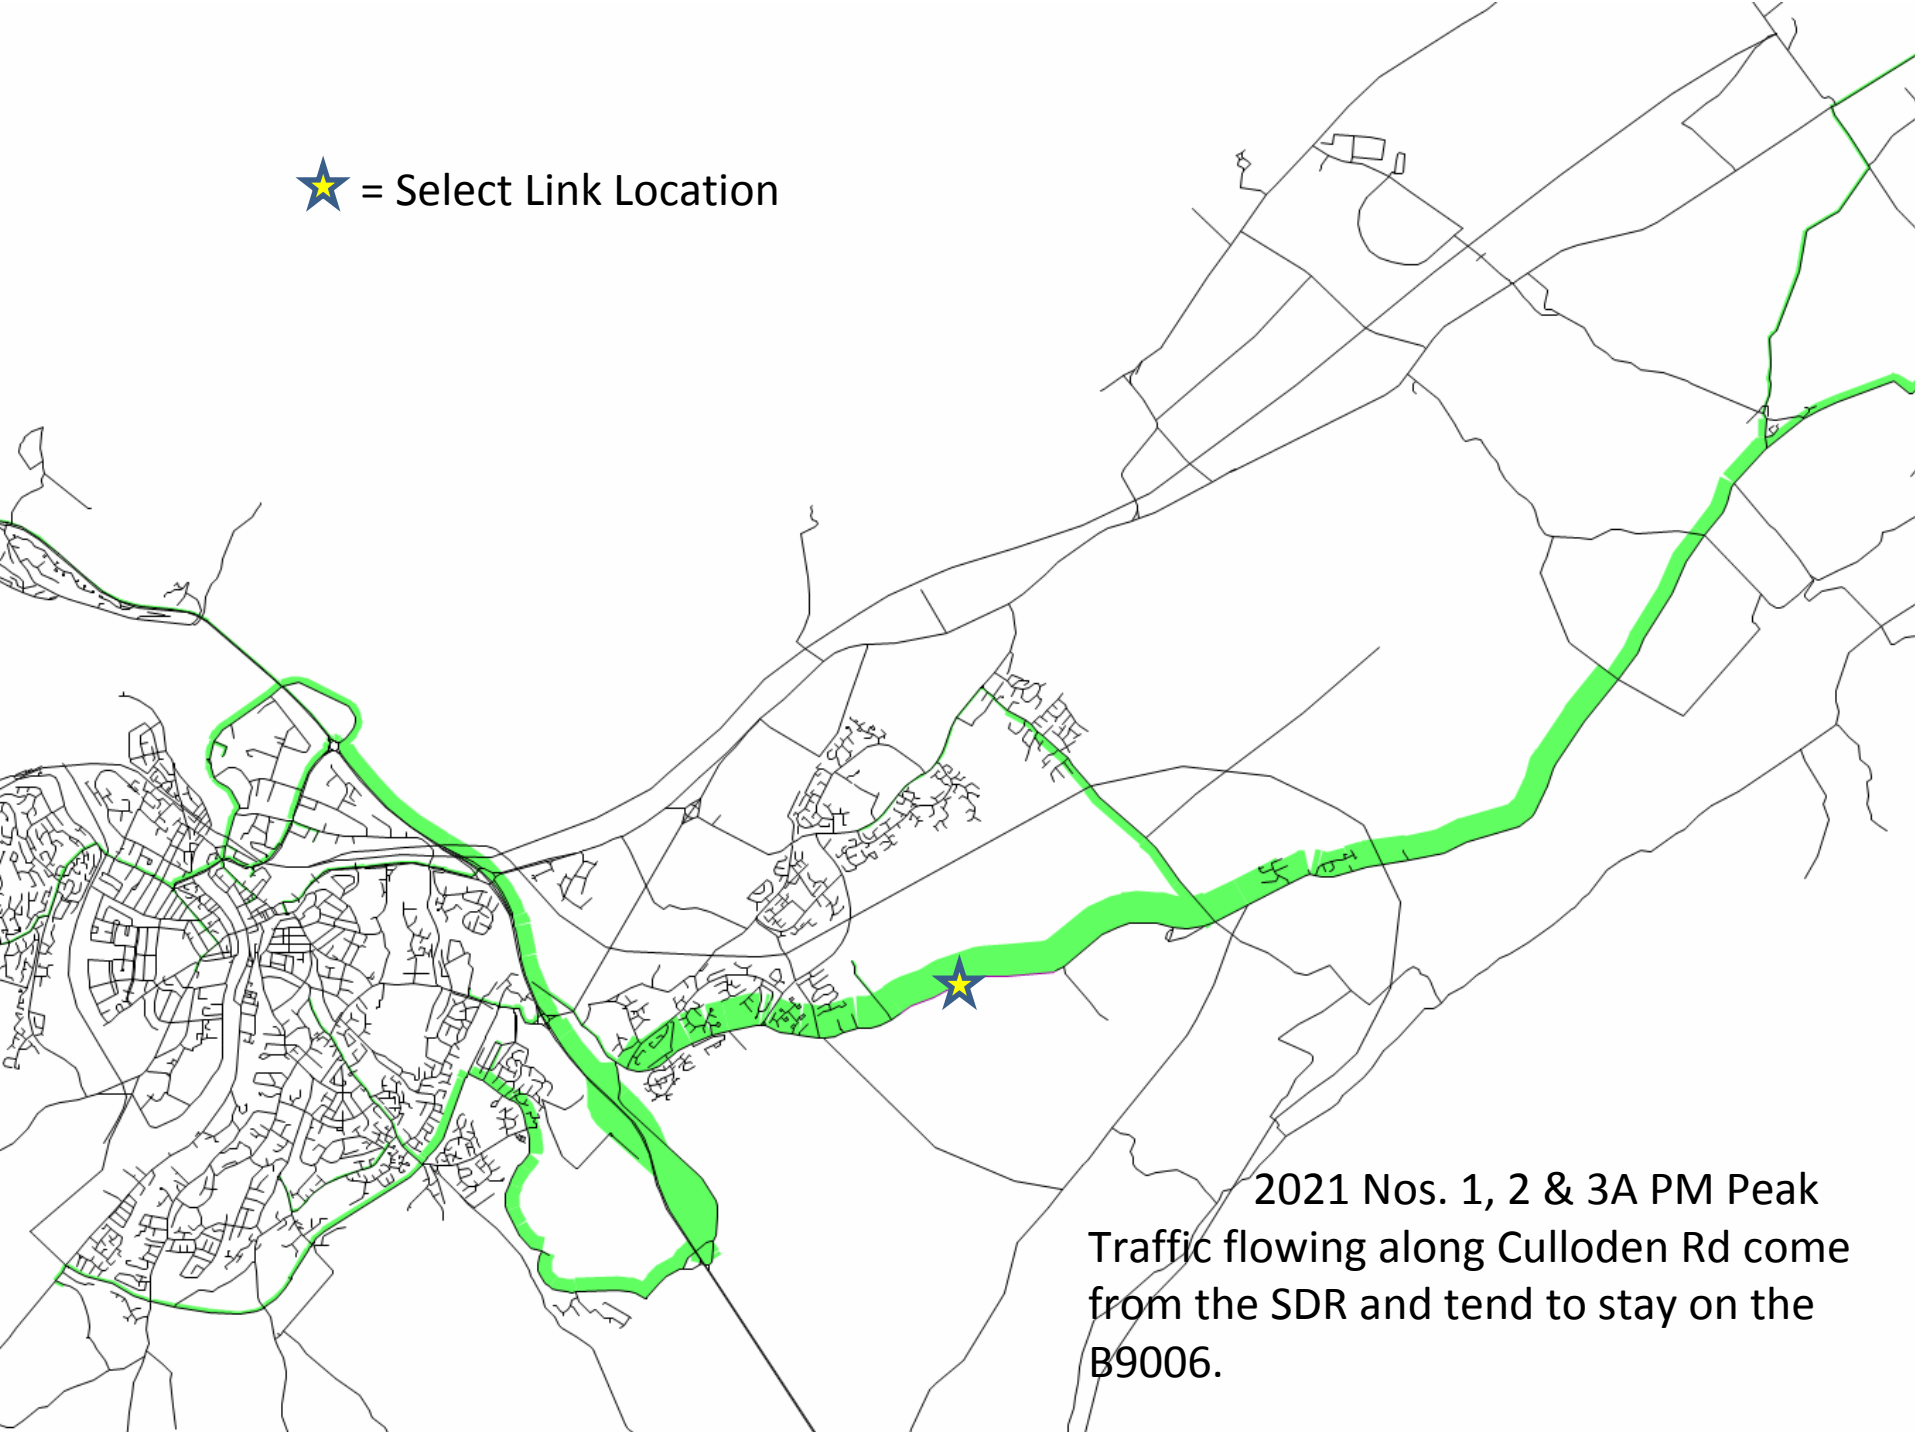 = Select Link Location
2021 Nos. 1, 2 & 3A PM Peak
Traffic flowing along Culloden Rd come
from the SDR and tend to stay on the
B9006.